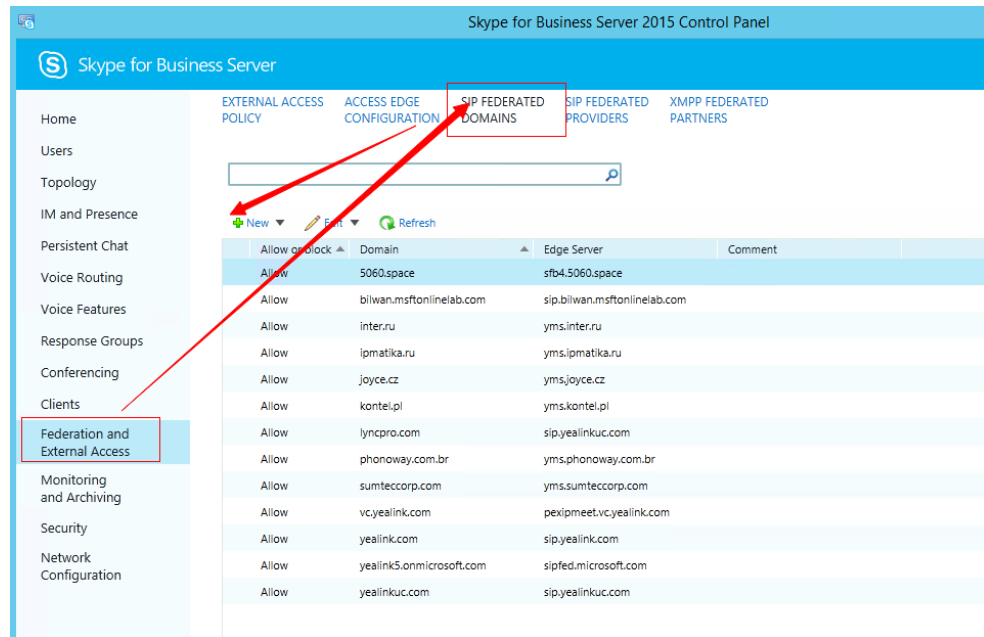 Skype for Business Server 2015 Control Panel
Skype for Business Server
Home
Users
Topology
IM and Presence
Persistent Chat
Voice Routing
Voice Features
Response Groups
Conferencing
Clients
Federation and
External Access
Monitoring
and Archiving
Security
Network
Configuration
EXTERNAL ACCESS ACCESS EDGE SIP FEDERATED SIP FEDERATED XMPP FEDERATED
POLICY CONFIGURATION DOMAINS PROVIDERS PARTNERS
New Edit Refresh
Allow or block Domain Edge Server Comment
Allow 5060.space sfb4.5060.space
Allow bilwan.msftonlinelab.com sip.bilwan.msftonlinelab.com
Allow inter.ru yms.inter.ru
Allow ipmatika.ru yms.ipmatika.ru
Allow joyce.cz yms.joyce.cz
Allow kontel.pl yms.kontel.pl
Allow lyncpro.com sip.yealinkuc.com
Allow phonoway.com.br yms.phonoway.com.br
Allow sumteccorp.com yms.sumteccorp.com
Allow vc.yealink.com pexipmeet.vc.yealink.com
Allow yealink.com sip.yealink.com
Allow yealink5.onmicrosoft.com sipfed.microsoft.com
Allow yealinkuc.com sip.yealinkuc.com